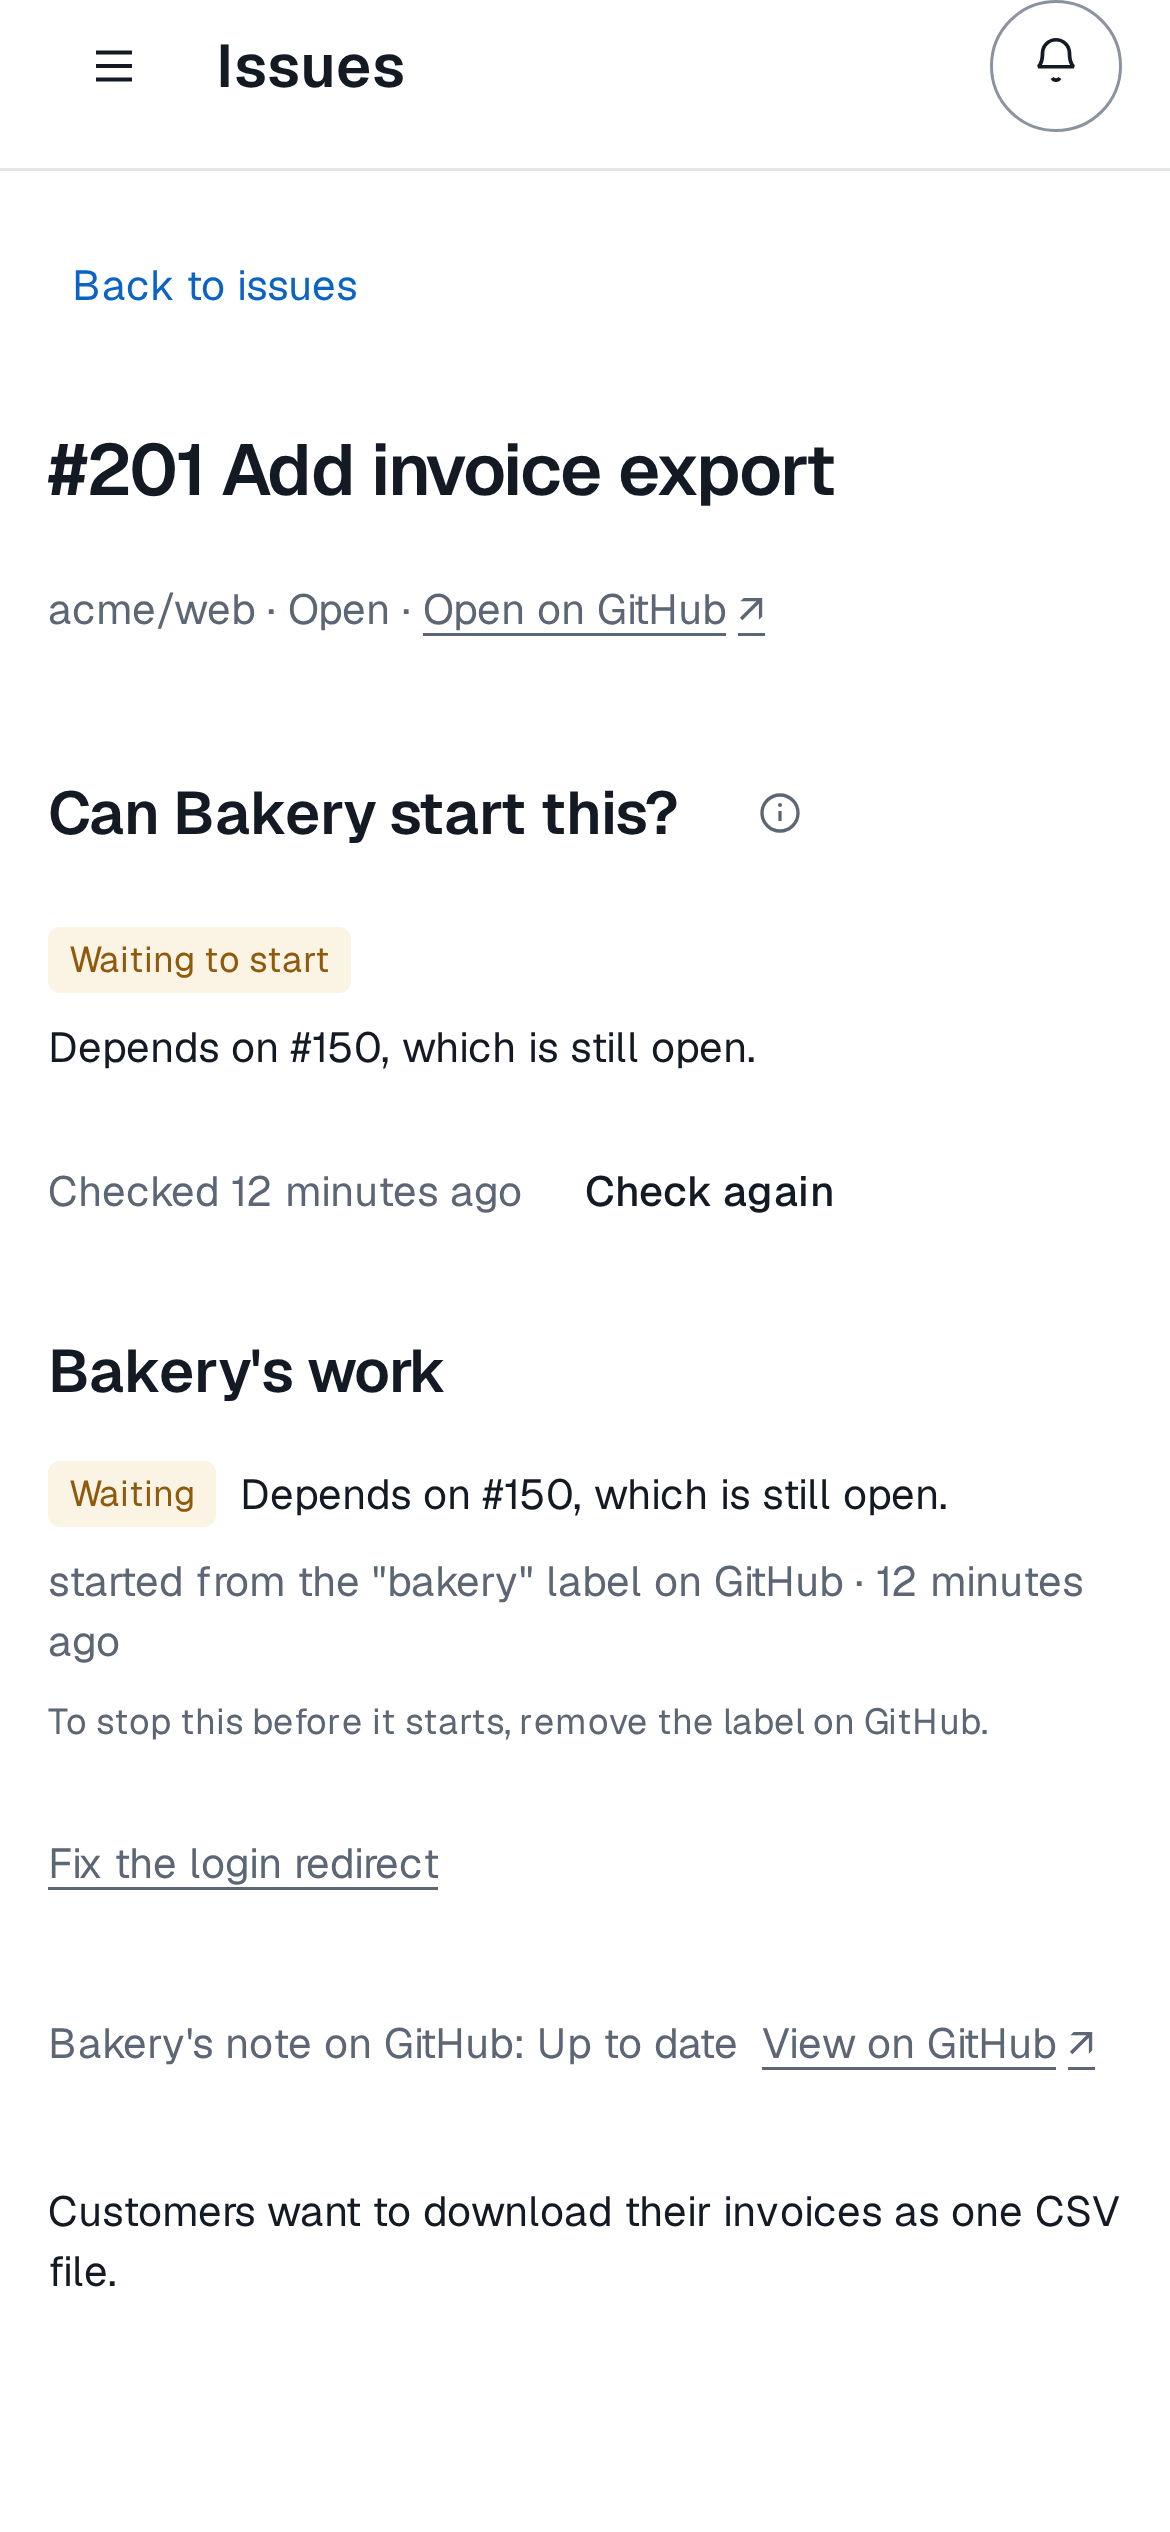 Issues
Back to issues
#201 Add invoice export
acme/web · Open · Open on GitHub ↗
Can Bakery start this?
Waiting to start
Depends on #150, which is still open.
Checked 12 minutes ago Check again
Bakery's work
Waiting Depends on #150, which is still open.
started from the "bakery" label on GitHub · 12 minutes
ago
To stop this before it starts, remove the label on GitHub.
Fix the login redirect
Bakery's note on GitHub: Up to date View on GitHub ↗
Customers want to download their invoices as one CSV
file.